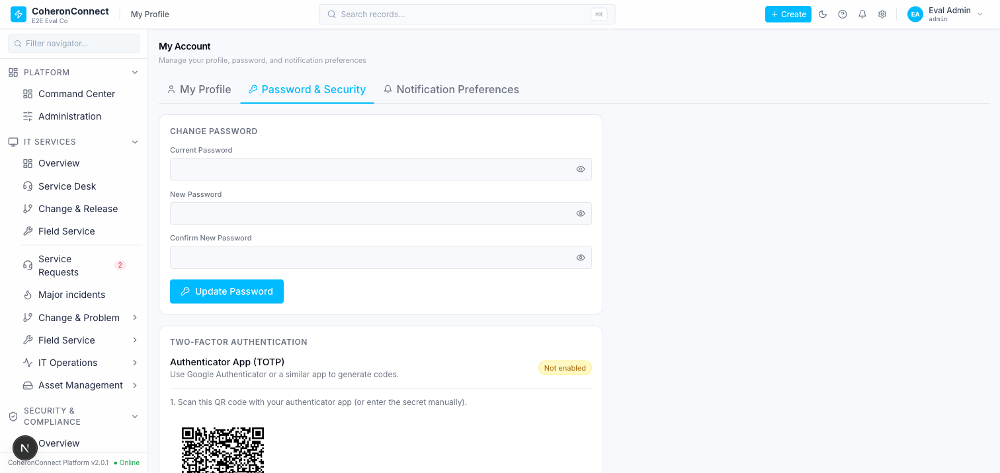 CoheronConnect
E2E Eval Co
My Profile
Search records...
⌘K
+ Create
EA
Eval Admin
admin
Filter navigator...
PLATFORM
Command Center
Administration
IT SERVICES
Overview
Service Desk
Change & Release
Field Service
Service
Requests
2
Major incidents
Change & Problem
Field Service
IT Operations
Asset Management
SECURITY &
COMPLIANCE
Overview
N
CoheronConnect Platform v2.0.1
● Online
My Account
Manage your profile, password, and notification preferences
My Profile
Password & Security
Notification Preferences
CHANGE PASSWORD
Current Password
New Password
Confirm New Password
Update Password
TWO-FACTOR AUTHENTICATION
Authenticator App (TOTP)
Use Google Authenticator or a similar app to generate codes.
Not enabled
1. Scan this QR code with your authenticator app (or enter the secret manually).